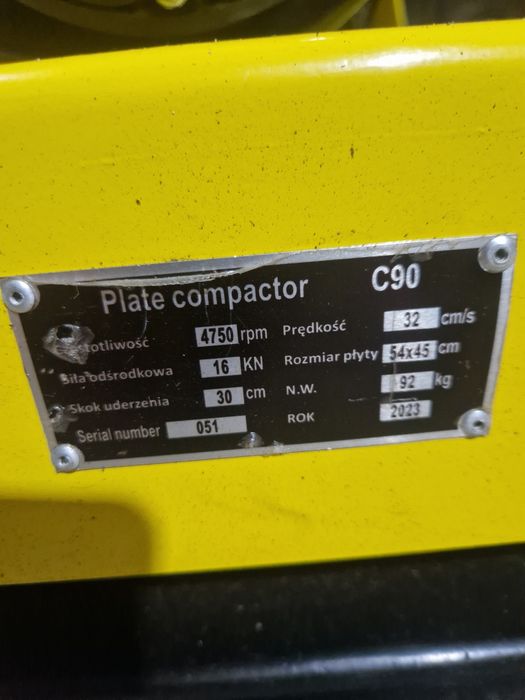 Plate compactor C90
4750 rpm Prędkość 32 cm/s
Siła odśrodkowa 16 KN Rozmiar płyty 54x45 cm
Skok uderzenia 30 cm N.W. 92 kg
Serial number 051 ROK 2023